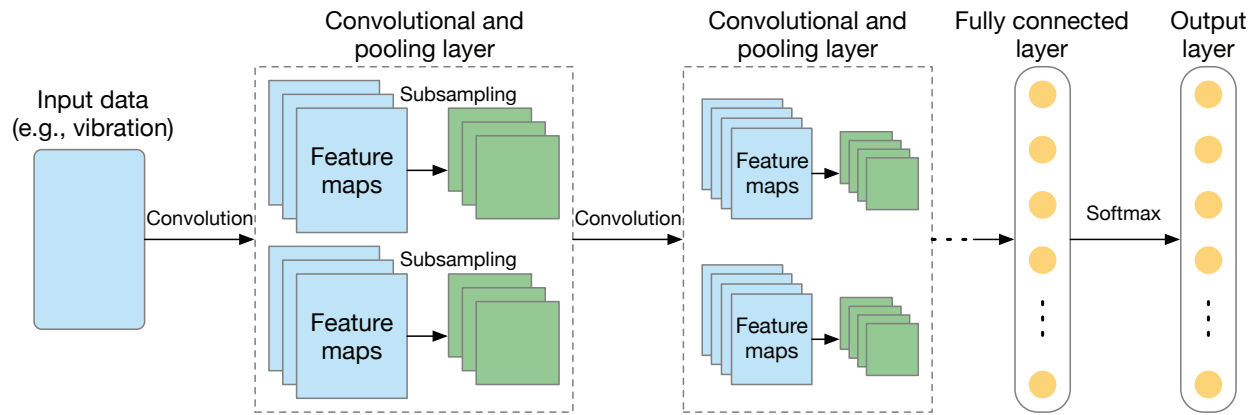 Input data
(e.g., vibration)
Convolution
Convolutional and
pooling layer
Subsampling
Feature
maps
Subsampling
Feature
maps
Convolution
Convolutional and
pooling layer
Feature
maps
Feature
maps
Fully connected
layer
Softmax
Output
layer